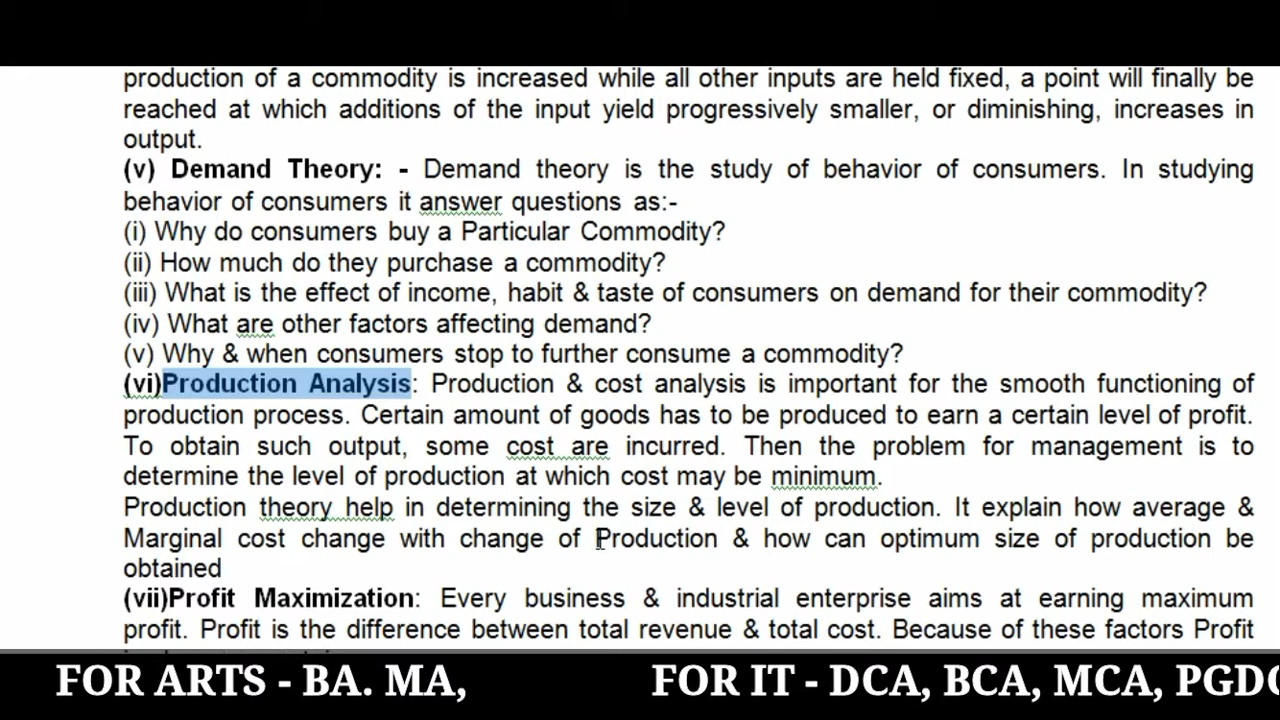 production of a commodity is increased while all other inputs are held fixed, a point will finally be
reached at which additions of the input yield progressively smaller, or diminishing, increases in
output.
(v) Demand Theory: - Demand theory is the study of behavior of consumers. In studying
behavior of consumers it answer questions as:-
(i) Why do consumers buy a Particular Commodity?
(ii) How much do they purchase a commodity?
(iii) What is the effect of income, habit & taste of consumers on demand for their commodity?
(iv) What are other factors affecting demand?
(v) Why & when consumers stop to further consume a commodity?
(vi)Production Analysis: Production & cost analysis is important for the smooth functioning of
production process. Certain amount of goods has to be produced to earn a certain level of profit.
To obtain such output, some cost are incurred. Then the problem for management is to
determine the level of production at which cost may be minimum.
Production theory help in determining the size & level of production. It explain how average &
Marginal cost change with change of Production & how can optimum size of production be
obtained
(vii)Profit Maximization: Every business & industrial enterprise aims at earning maximum
profit. Profit is the difference between total revenue & total cost. Because of these factors Profit
FOR ARTS - BA. MA, FOR IT - DCA, BCA, MCA, PGDC